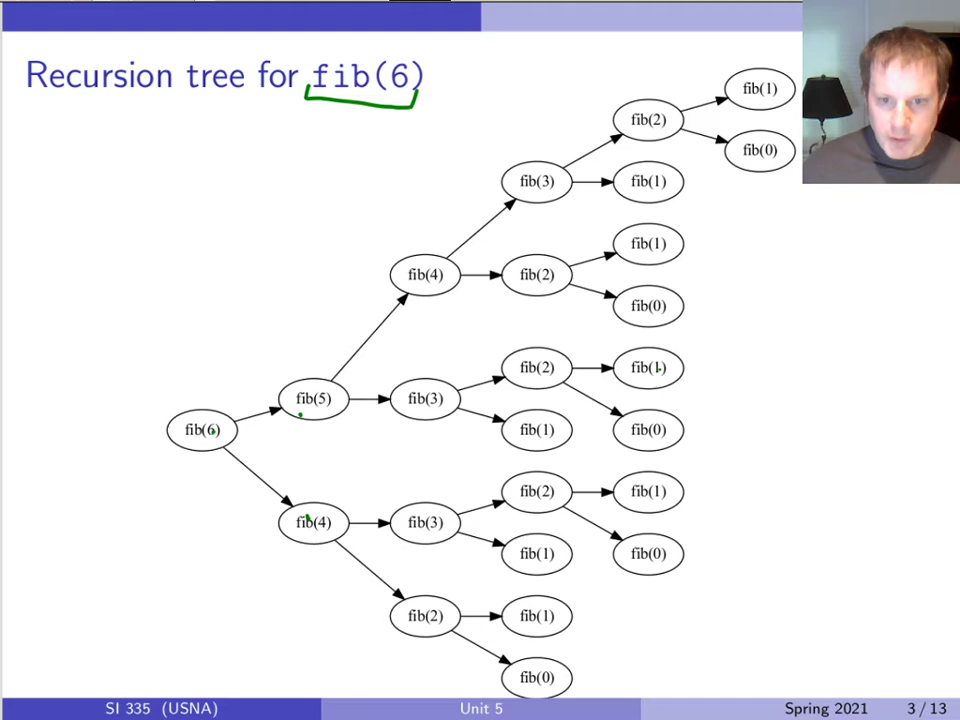 Recursion tree for fib(6)
fib(1)
fib(2)
fib(0)
fib(3)
fib(1)
fib(1)
fib(4)
fib(2)
fib(0)
fib(2)
fib(1)
fib(5)
fib(3)
fib(6)
fib(1)
fib(0)
fib(2)
fib(1)
fib(4)
fib(3)
fib(1)
fib(0)
fib(2)
fib(1)
fib(0)
SI 335 (USNA)
Unit 5
Spring 2021
3 / 13